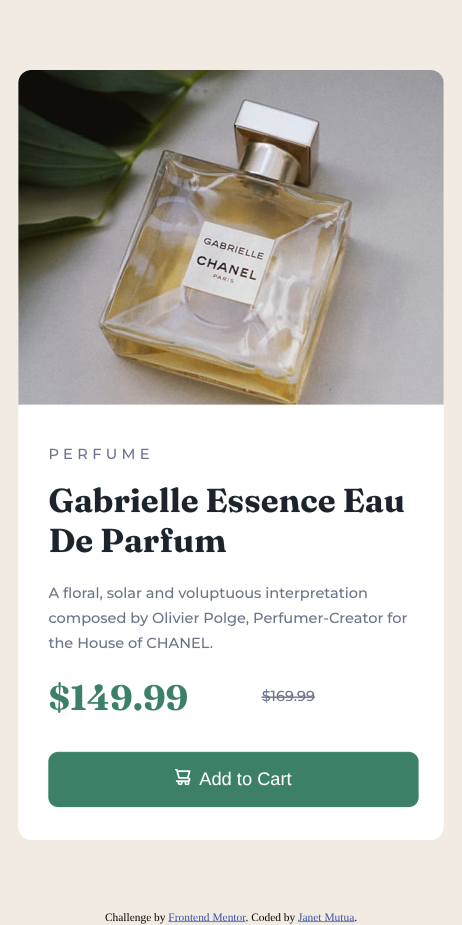 GABRIELLE
CHANEL
PARIS
PERFUME
Gabrielle Essence Eau
De Parfum
A floral, solar and voluptuous interpretation
composed by Olivier Polge, Perfumer-Creator for
the House of CHANEL.
$149.99 $169.99
Add to Cart
Challenge by Frontend Mentor. Coded by Janet Mutua.